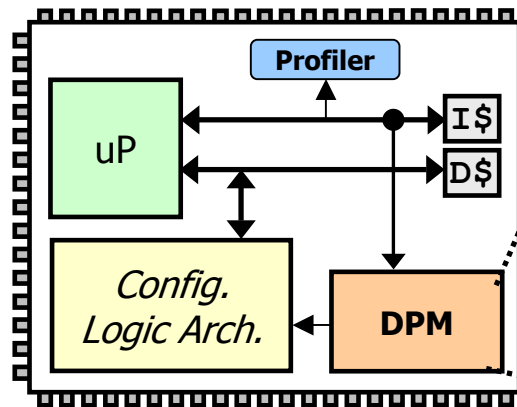 Profiler
uP
I$
D$
Config.
Logic Arch.
DPM